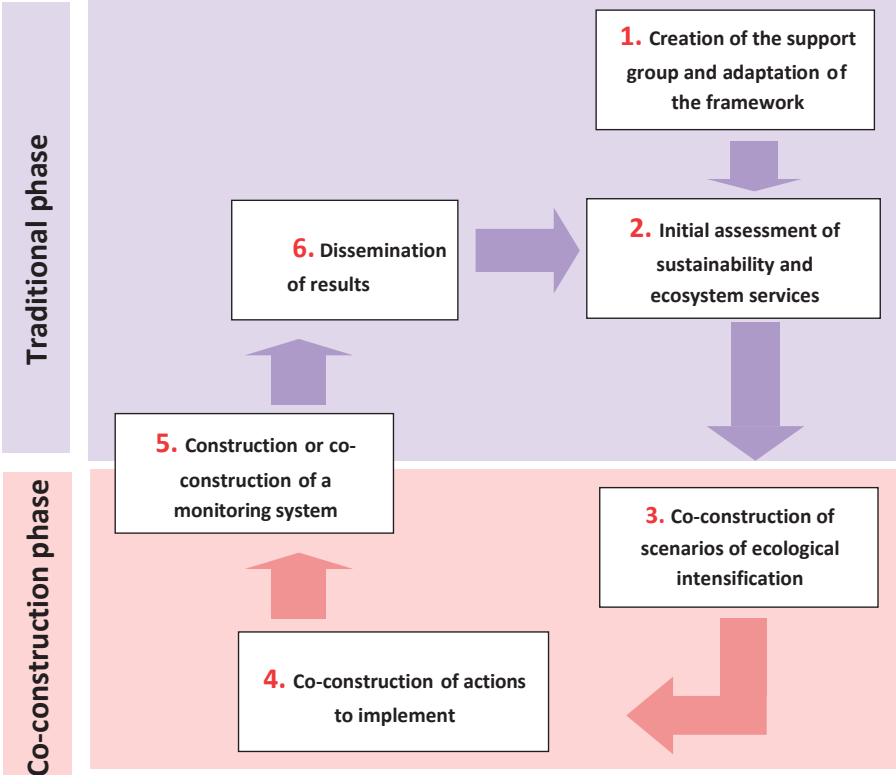 Traditional phase
1. Creation of the support
group and adaptation of
the framework
2. Initial assessment of
sustainability and
ecosystem services
6. Dissemination
of results
5. Construction or co-
construction of a
monitoring system
Co-construction phase
3. Co-construction of
scenarios of ecological
intensification
4. Co-construction of actions
to implement